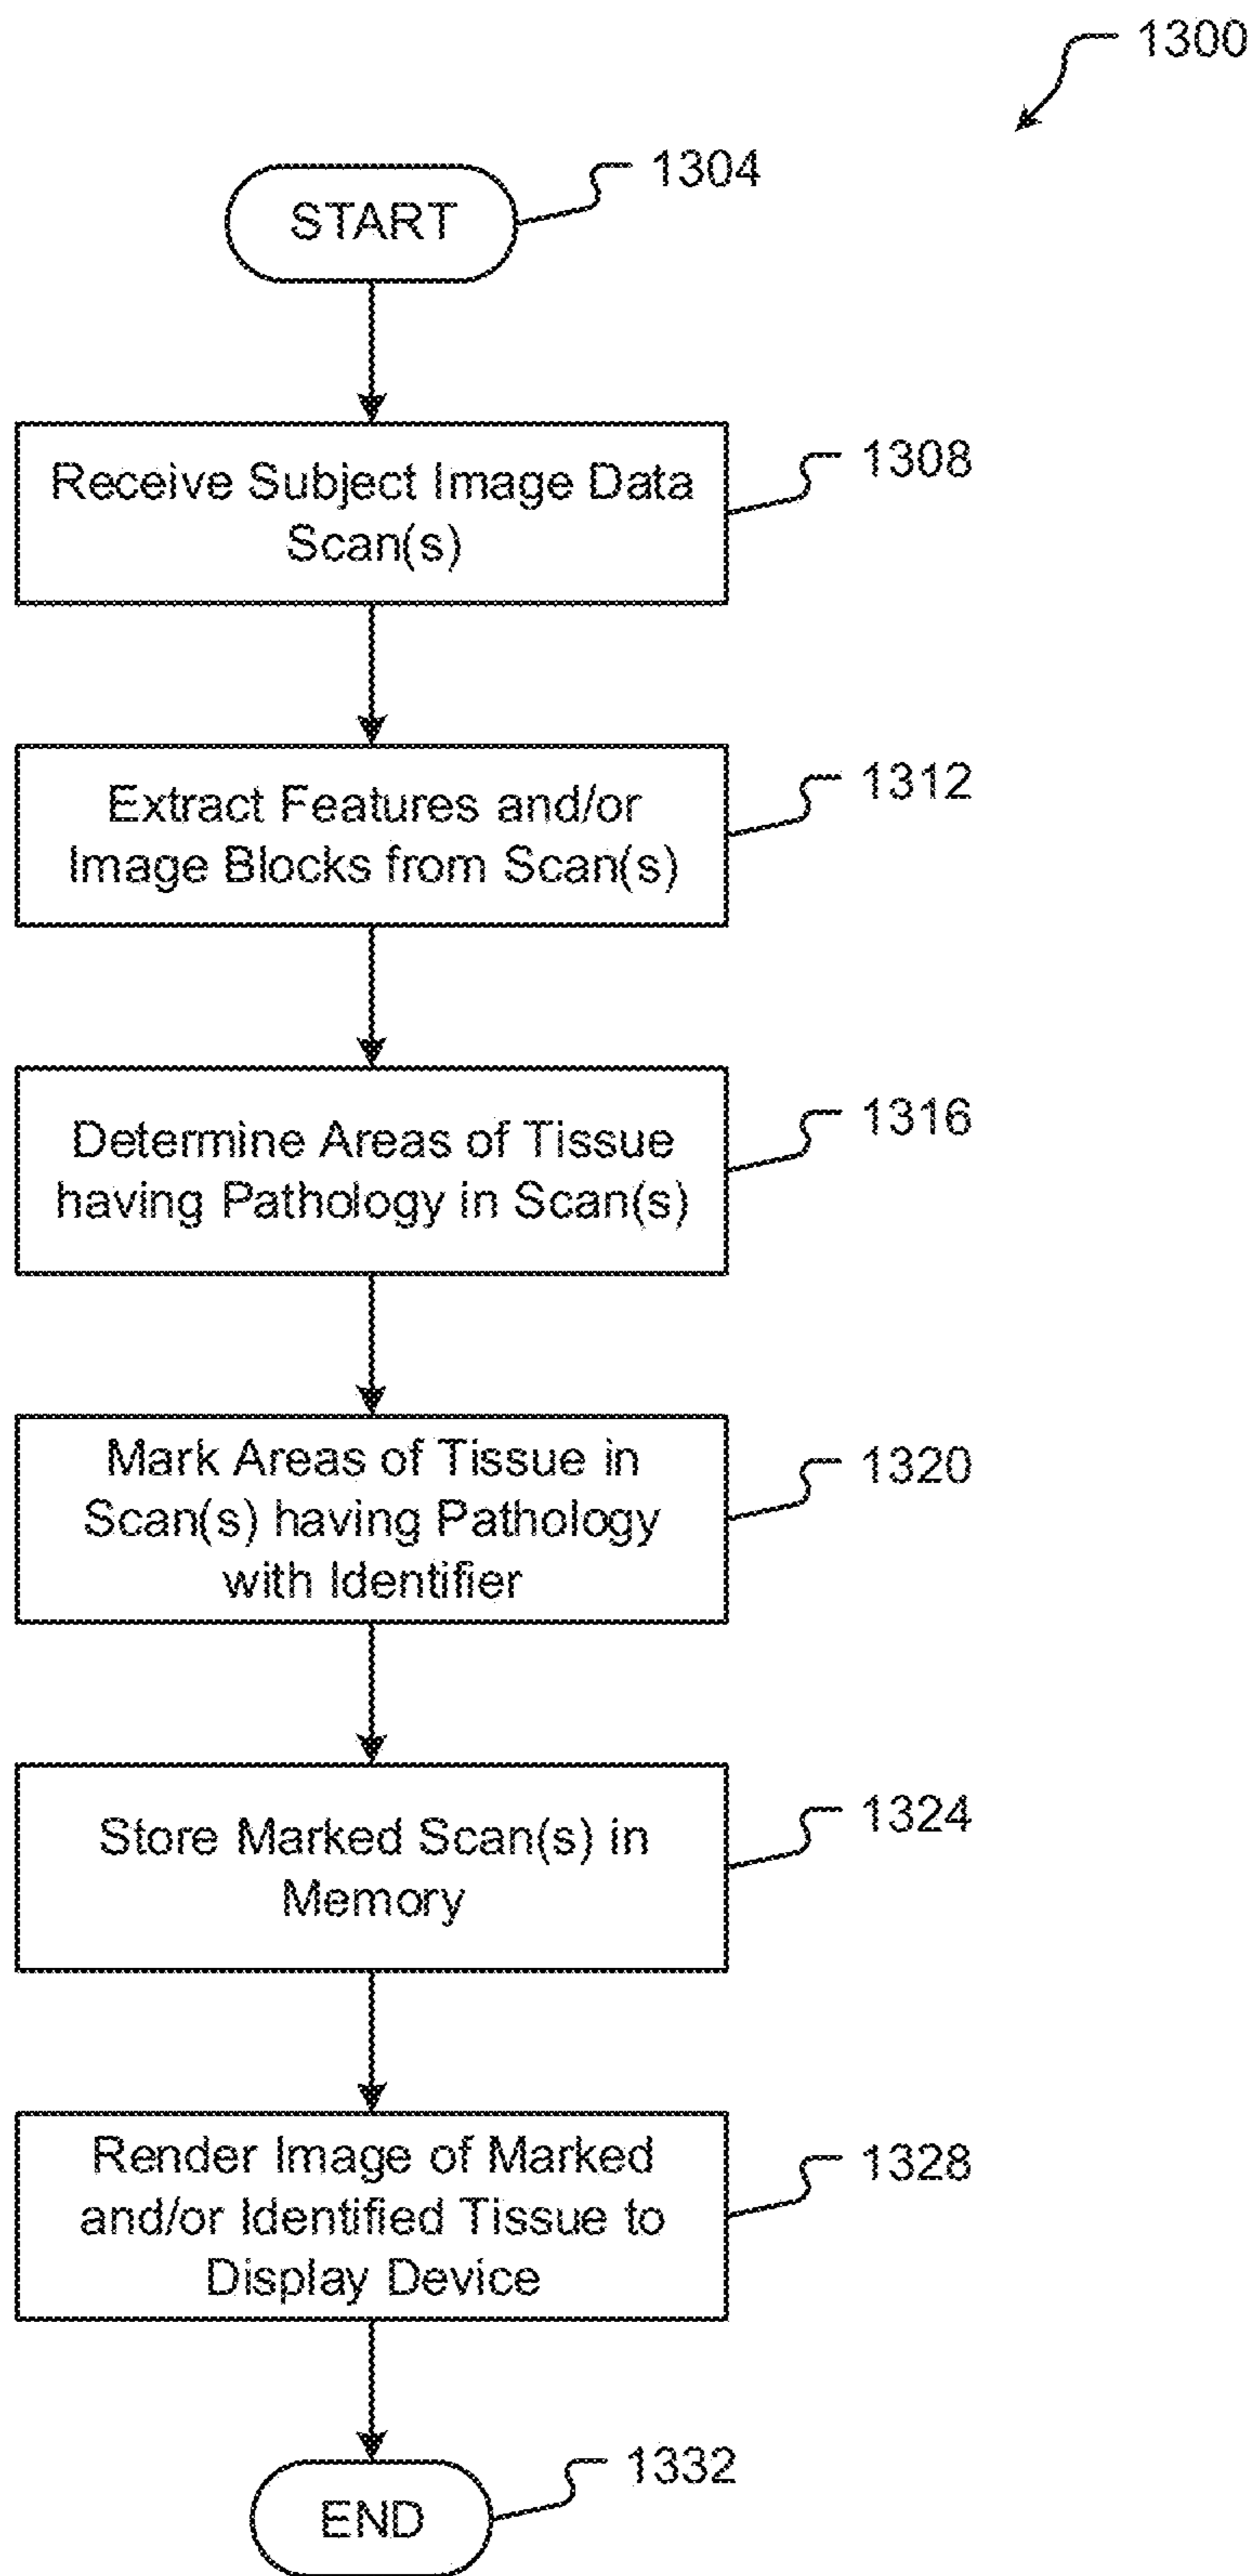 1300
START
1304
Receive Subject Image Data
Scan(s)
1308
Extract Features and/or
Image Blocks from Scan(s)
1312
Determine Areas of Tissue
having Pathology in Scan(s)
1316
Mark Areas of Tissue in
Scan(s) having Pathology
with Identifier
1320
Store Marked Scan(s) in
Memory
1324
Render Image of Marked
and/or Identified Tissue to
Display Device
1328
END
1332